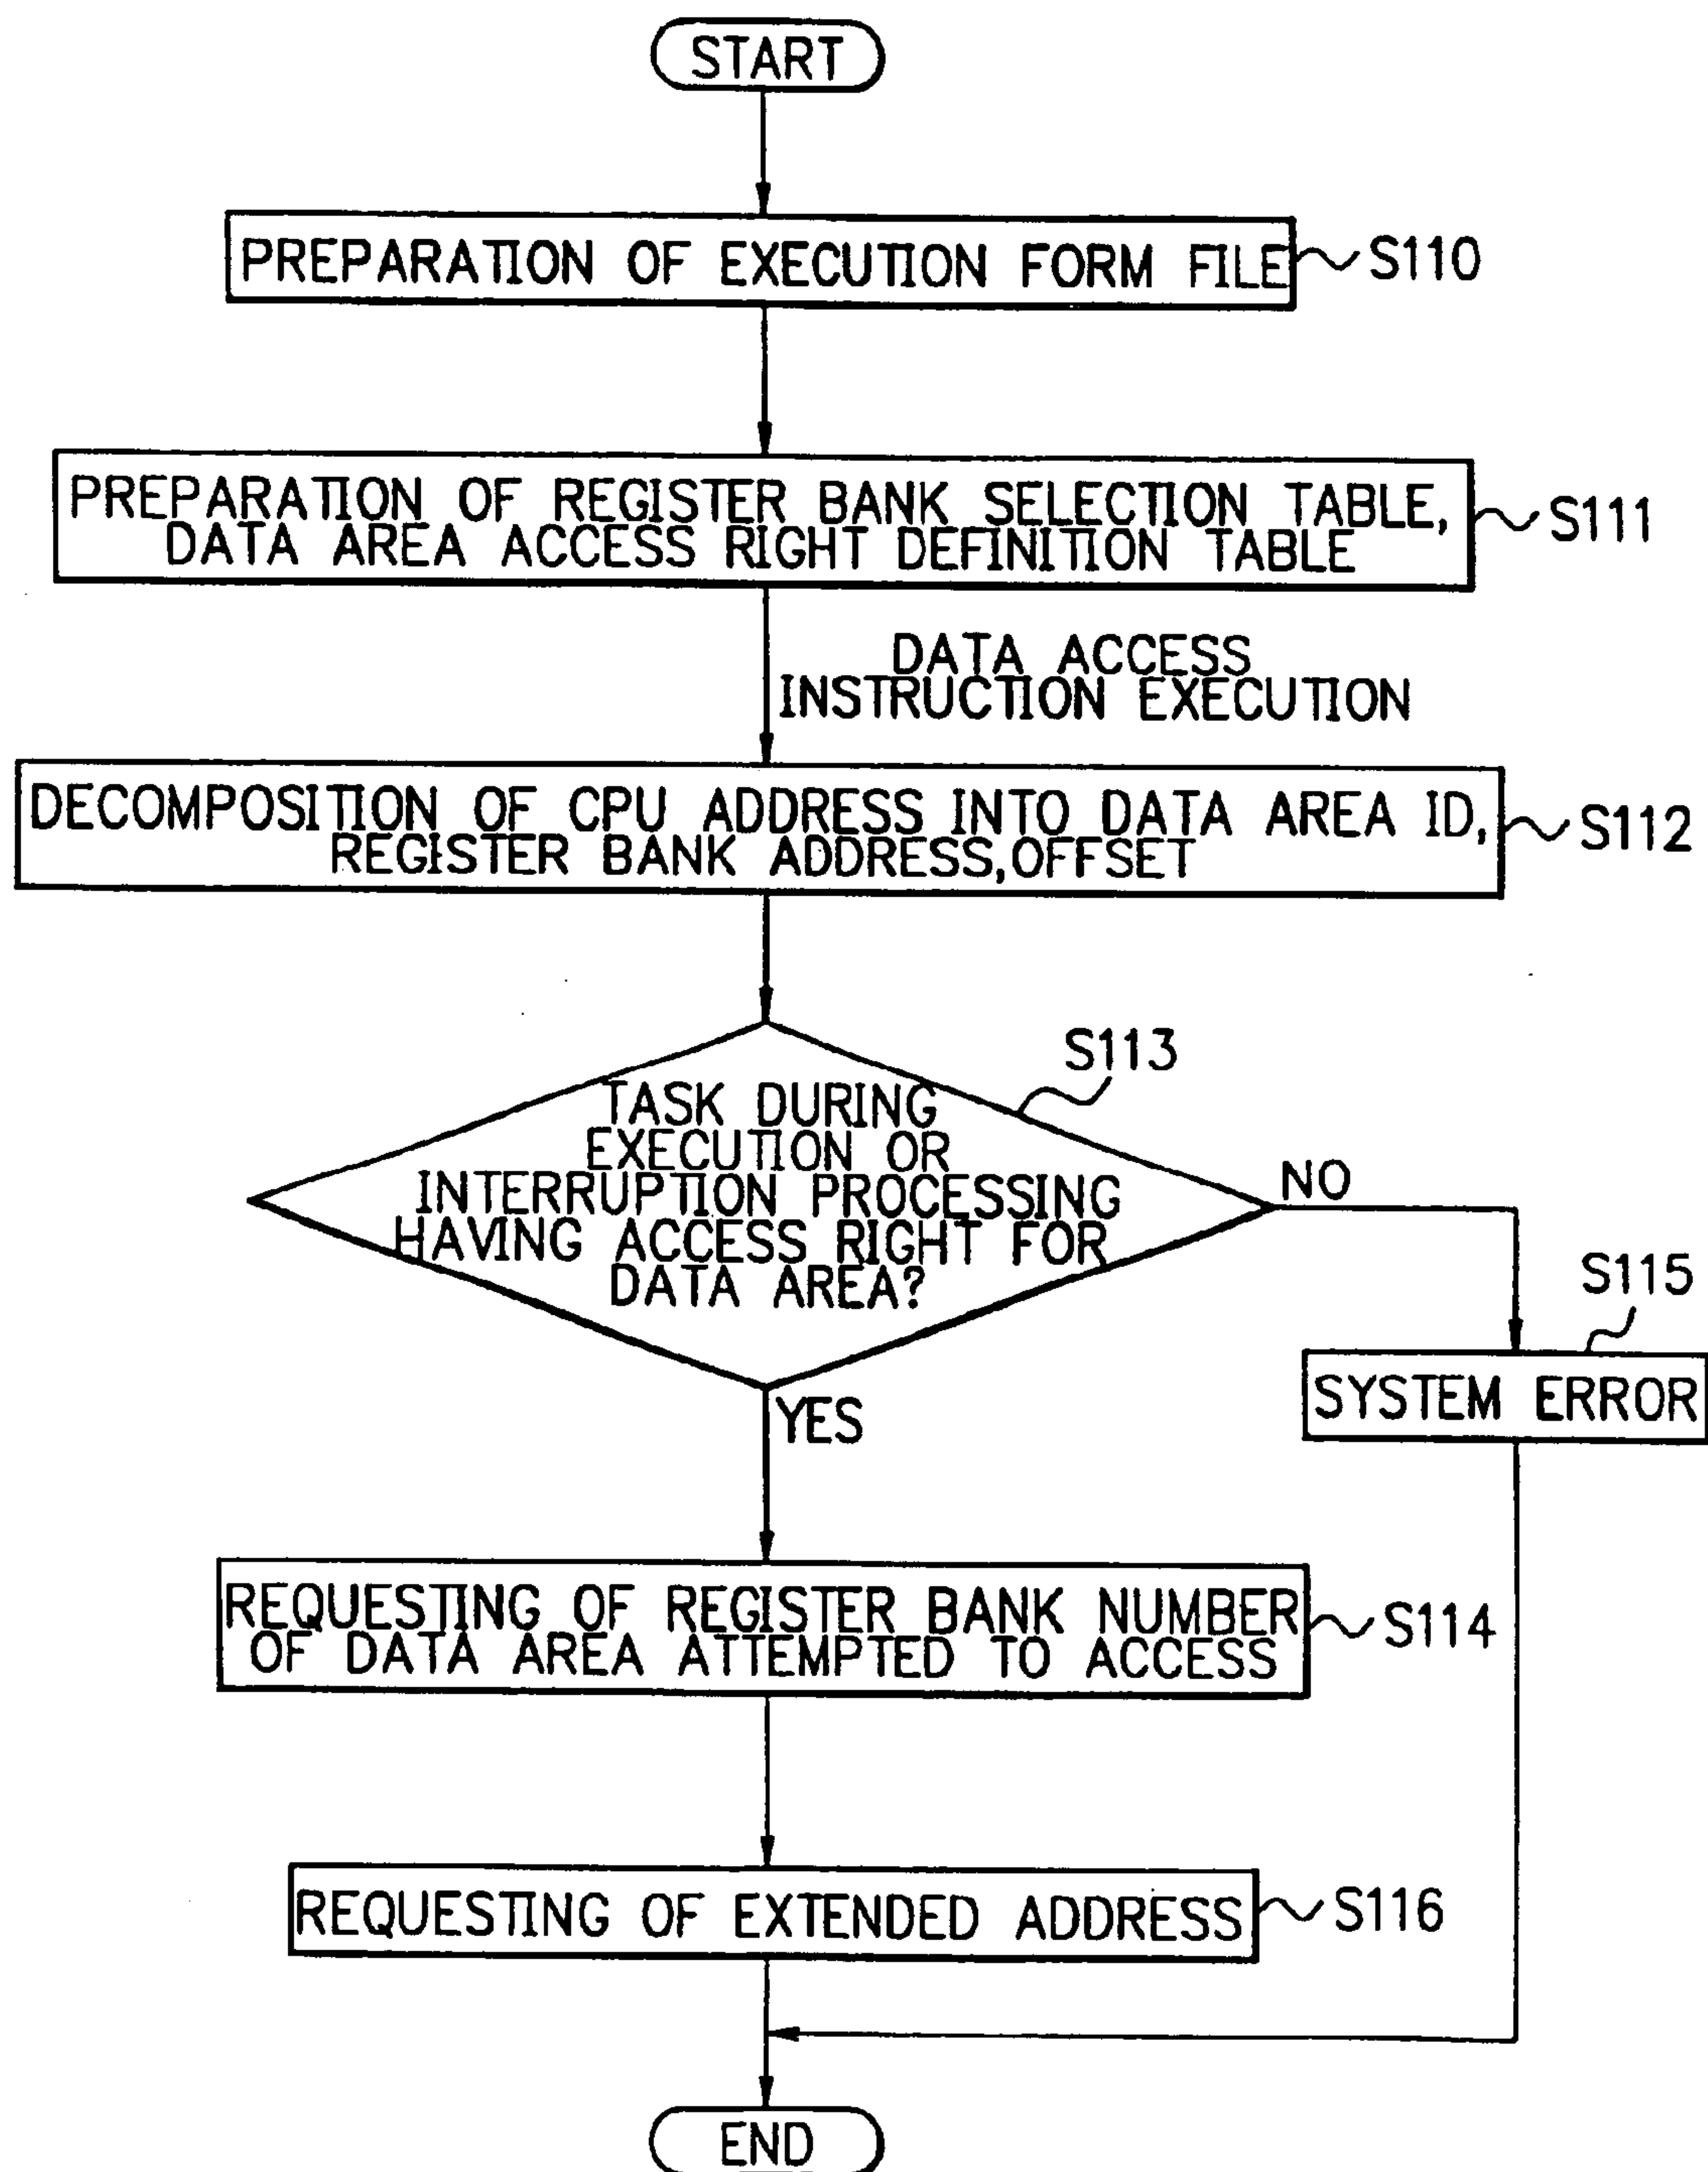 START
PREPARATION OF EXECUTION FORM FILE
S110
PREPARATION OF REGISTER BANK SELECTION TABLE,
DATA AREA ACCESS RIGHT DEFINITION TABLE
S111
DATA ACCESS
INSTRUCTION EXECUTION
DECOMPOSITION OF CPU ADDRESS INTO DATA AREA ID,
REGISTER BANK ADDRESS,OFFSET
S112
S113
TASK DURING
EXECUTION OR
INTERRUPTION PROCESSING
HAVING ACCESS RIGHT FOR
DATA AREA?
NO
S115
SYSTEM ERROR
YES
REQUESTING OF REGISTER BANK NUMBER
OF DATA AREA ATTEMPTED TO ACCESS
S114
REQUESTING OF EXTENDED ADDRESS
S116
END